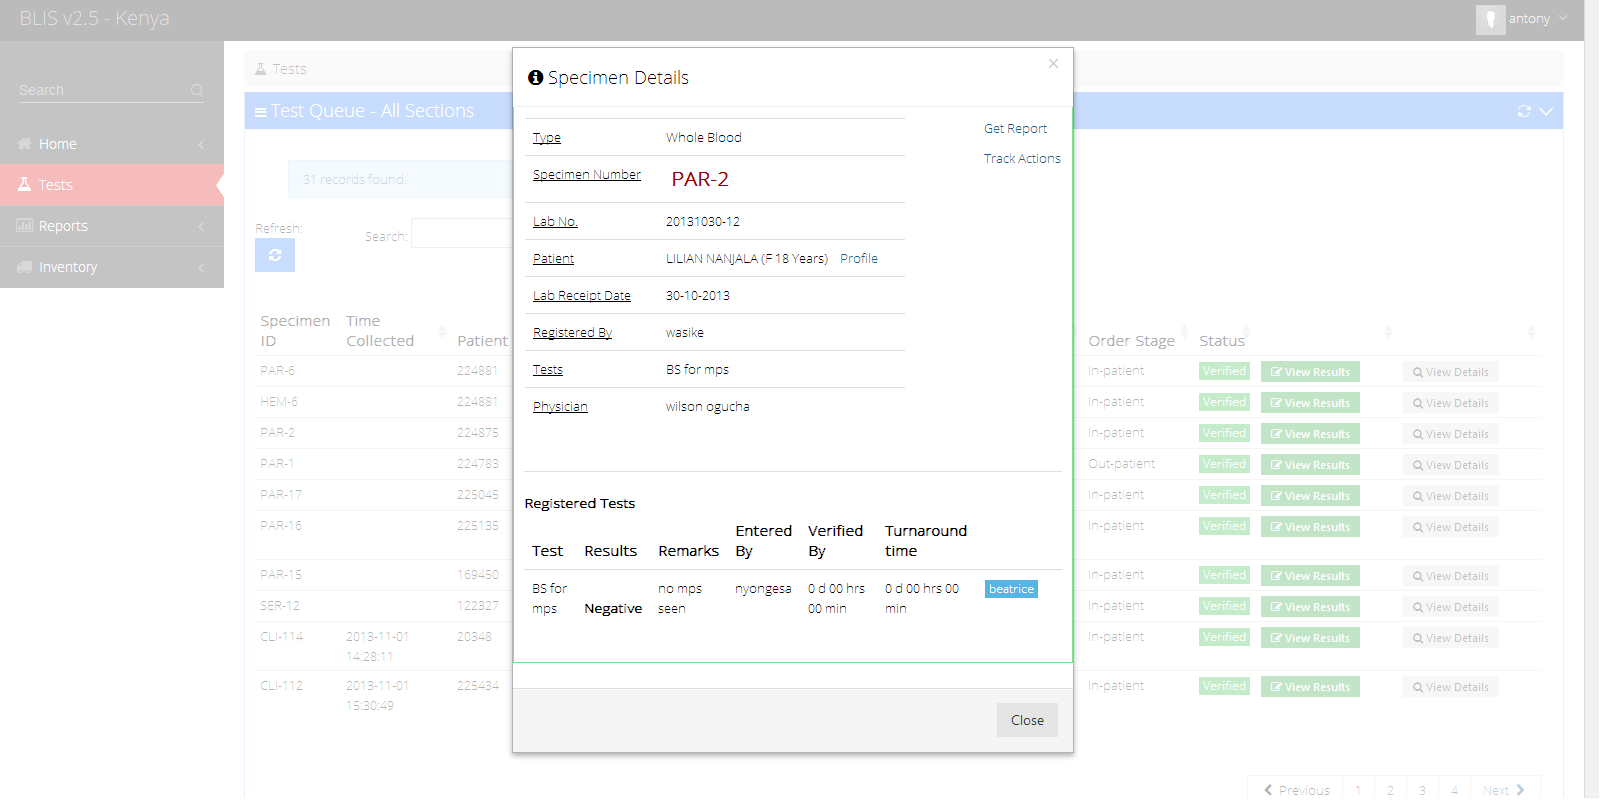 BLIS v2.5 - Kenya
antony
Search
Home
Tests
Reports
Inventory
Tests
Test Queue - All Sections
31 records found.
Refresh:
Search:
Specimen ID
Time Collected
Patient
Order Stage
Status
PAR-6
224881
In-patient
Verified
View Results
View Details
HEM-6
224881
In-patient
Verified
View Results
View Details
PAR-2
224875
In-patient
Verified
View Results
View Details
PAR-1
224783
Out-patient
Verified
View Results
View Details
PAR-17
225045
In-patient
Verified
View Results
View Details
PAR-16
225135
In-patient
Verified
View Results
View Details
PAR-15
169450
In-patient
Verified
View Results
View Details
SER-12
122327
In-patient
Verified
View Results
View Details
CLI-114
2013-11-01
14:28:11
20348
In-patient
Verified
View Results
View Details
CLI-112
2013-11-01
15:30:49
225434
In-patient
Verified
View Results
View Details
Previous 1 2 3 4 Next
Specimen Details
×
Get Report
Track Actions
Type Whole Blood
Specimen Number PAR-2
Lab No. 20131030-12
Patient LILIAN NANJALA (F 18 Years) Profile
Lab Receipt Date 30-10-2013
Registered By wasike
Tests BS for mps
Physician wilson ogucha
Registered Tests
Test
Results
Remarks
Entered By
Verified By
Turnaround time
BS for mps
Negative
no mps seen
nyongesa
0 d 00 hrs 00 min
0 d 00 hrs 00 min
beatrice
Close